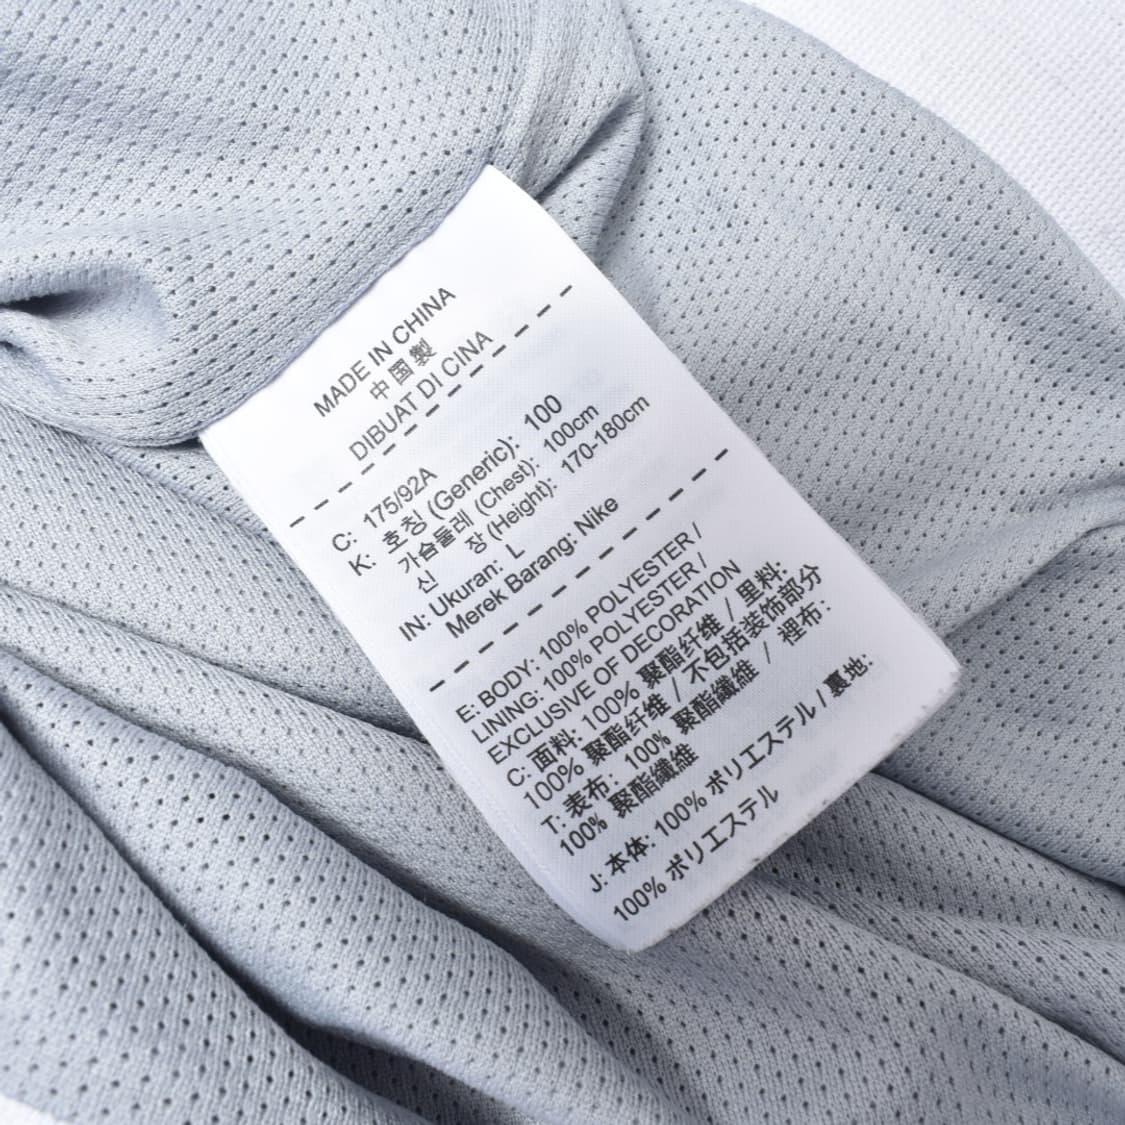 MADE IN CHINA
中国製
DIBUAT DI CINA
C: 175/92A
K: 호칭 (Generic): 100
가슴둘레 (Chest): 100cm
신 장 (Height): 170-180cm
IN: Ukuran: L
Merek Barang: Nike
E: BODY: 100% POLYESTER /
LINING: 100% POLYESTER /
EXCLUSIVE OF DECORATION
C: 面料: 100% 聚酯纤维 / 里料:
100% 聚酯纤维 / 不包括装饰部分
T: 表布: 100% 聚酯纖維 / 裡布:
100% 聚酯纖維
J: 本体: 100% ポリエステル / 裏地:
100% ポリエステル